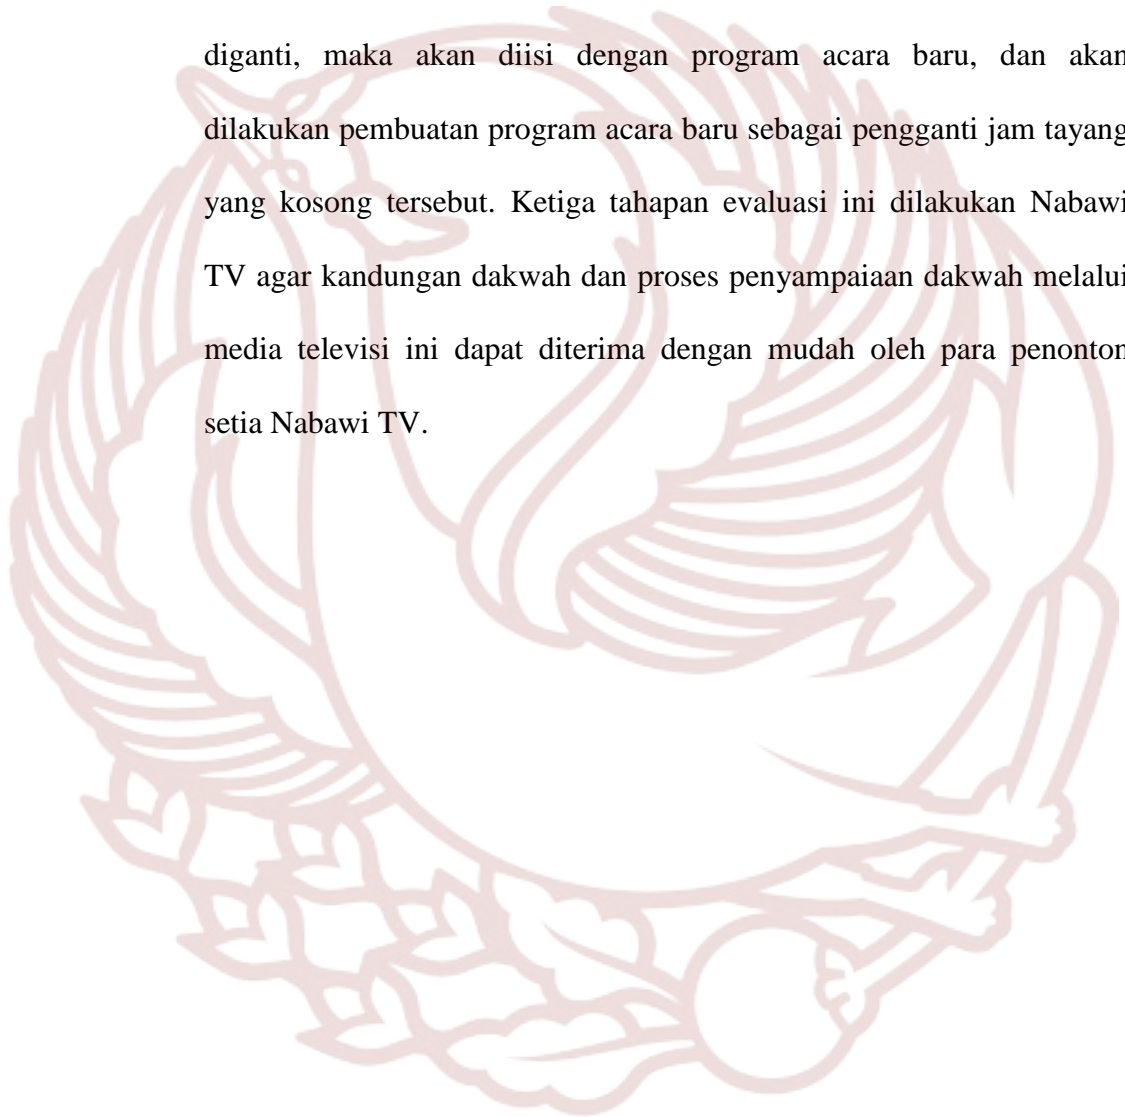 diganti, maka akan diisi dengan program acara baru, dan akan
dilakukan pembuatan program acara baru sebagai pengganti jam tayang
yang kosong tersebut. Ketiga tahapan evaluasi ini dilakukan Nabawi
TV agar kandungan dakwah dan proses penyampaiaan dakwah melalui
media televisi ini dapat diterima dengan mudah oleh para penonton
setia Nabawi TV.